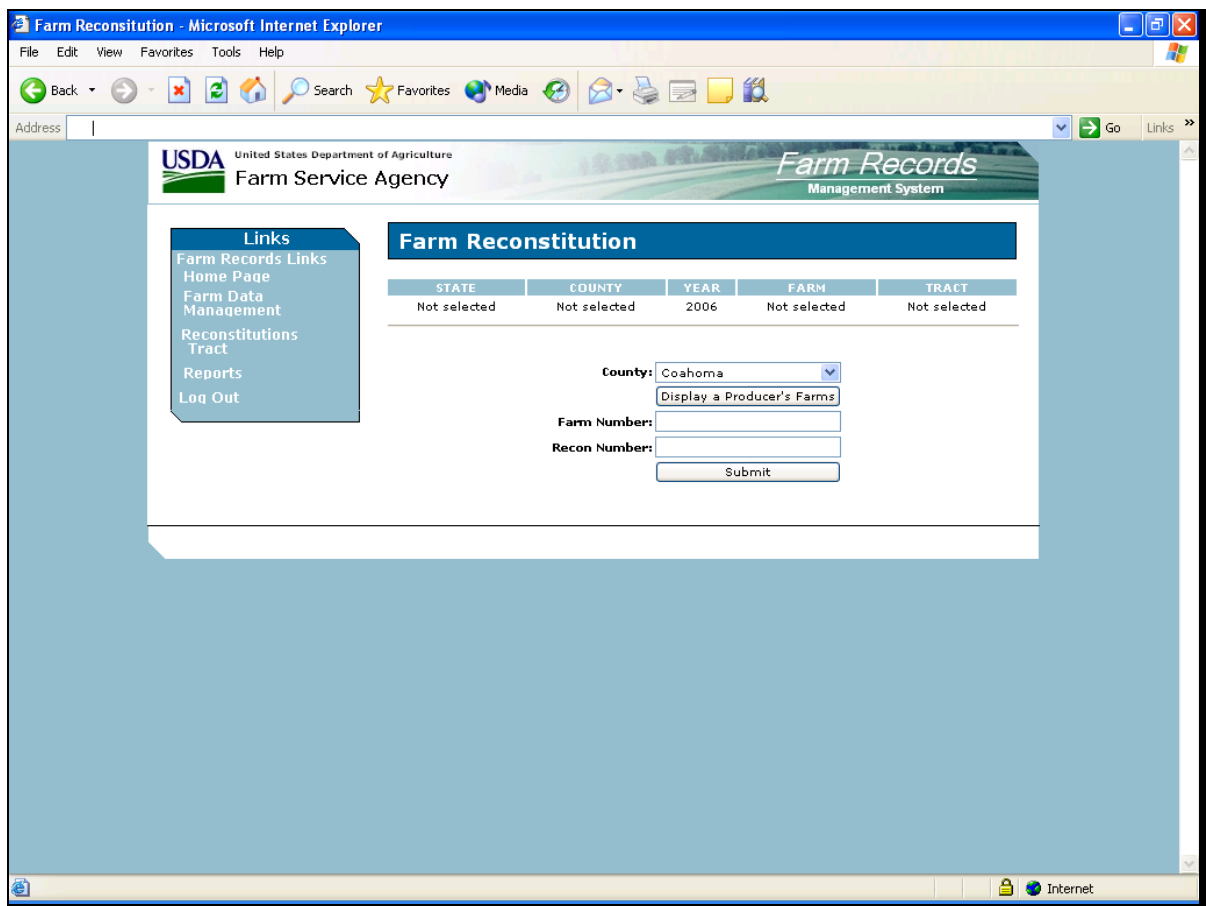 Farm Reconsitution - Microsoft Internet Explorer
File Edit View Favorites Tools Help
Back Search Favorites Media
Address Go Links »
USDA United States Department of Agriculture
Farm Service Agency
Farm Records
Management System
Links
Farm Records Links
Home Page
Farm Data
Management
Reconstitutions
Tract
Reports
Log Out
Farm Reconstitution
STATE COUNTY YEAR FARM TRACT
Not selected Not selected 2006 Not selected Not selected
County: Coahoma
Display a Producer's Farms
Farm Number:
Recon Number:
Submit
Internet